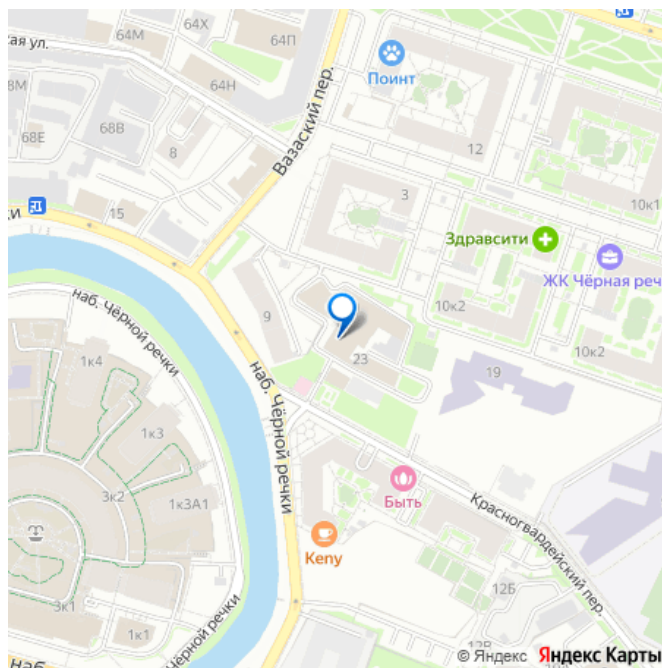 64М
64Х
64П
ая ул.
Поинт
Вазаский пер.
8М
64Н
68В
68Е
8
12
3
10к1
15
ки
Здравсити
ЖК Чёрная реч
наб. Чёрной речки
9
10к2
1к4
23
10к2
19
наб. Чёрной речки
1к3
3к2
1к3А1
Быть
Красногвардейский пер.
Keny
12Б
3к1
1к1
Чёрной речки
12В
наб
© Яндекс Яндекс Карты